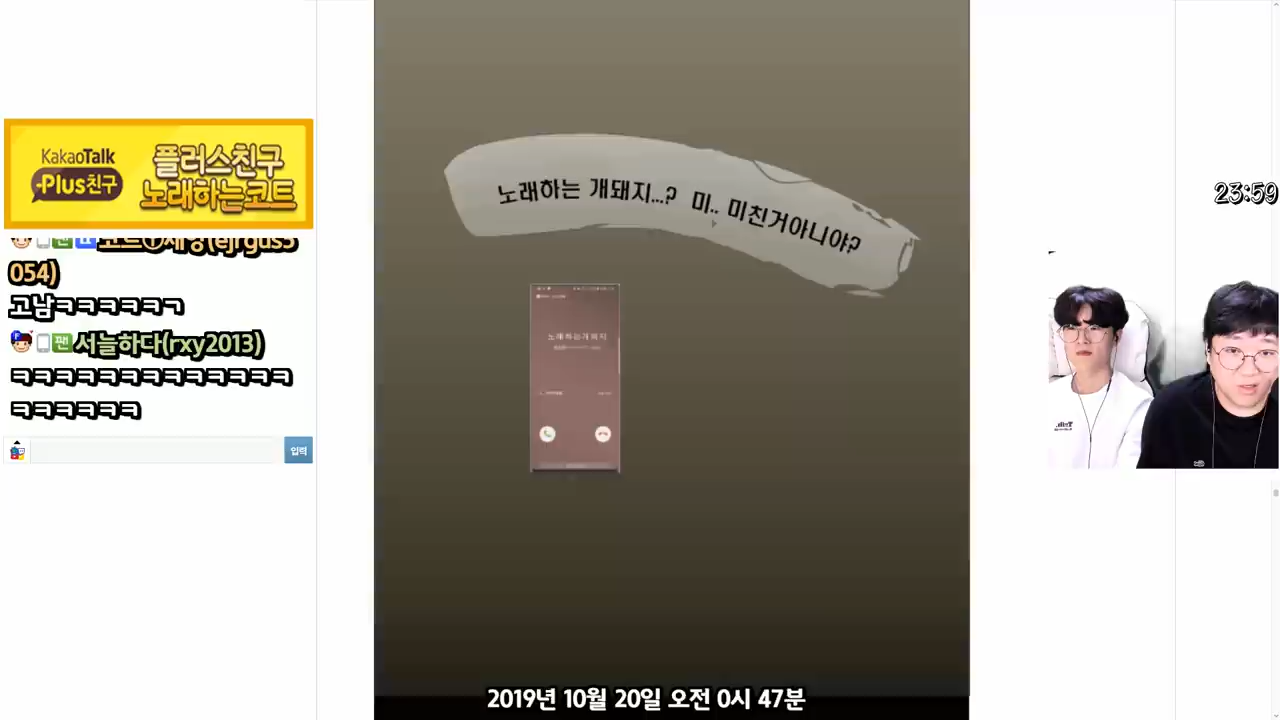 KakaoTalk
Plus친구
플러스친구
노래하는코트
054)
고남ㅋㅋㅋㅋㅋㅋㄱ
팬 서늘하다(rxy2013)
ㅋㅋㅋㅋㅋㅋㅋㅋㅋㅋㅋㅋㅋ
ㅋㅋㅋㅋㅋㅋ
입력
노래하는 개돼지...? 미.. 미친거아니야?
노래하는개돼지
23:59
2019년 10월 20일 오전 0시 47분